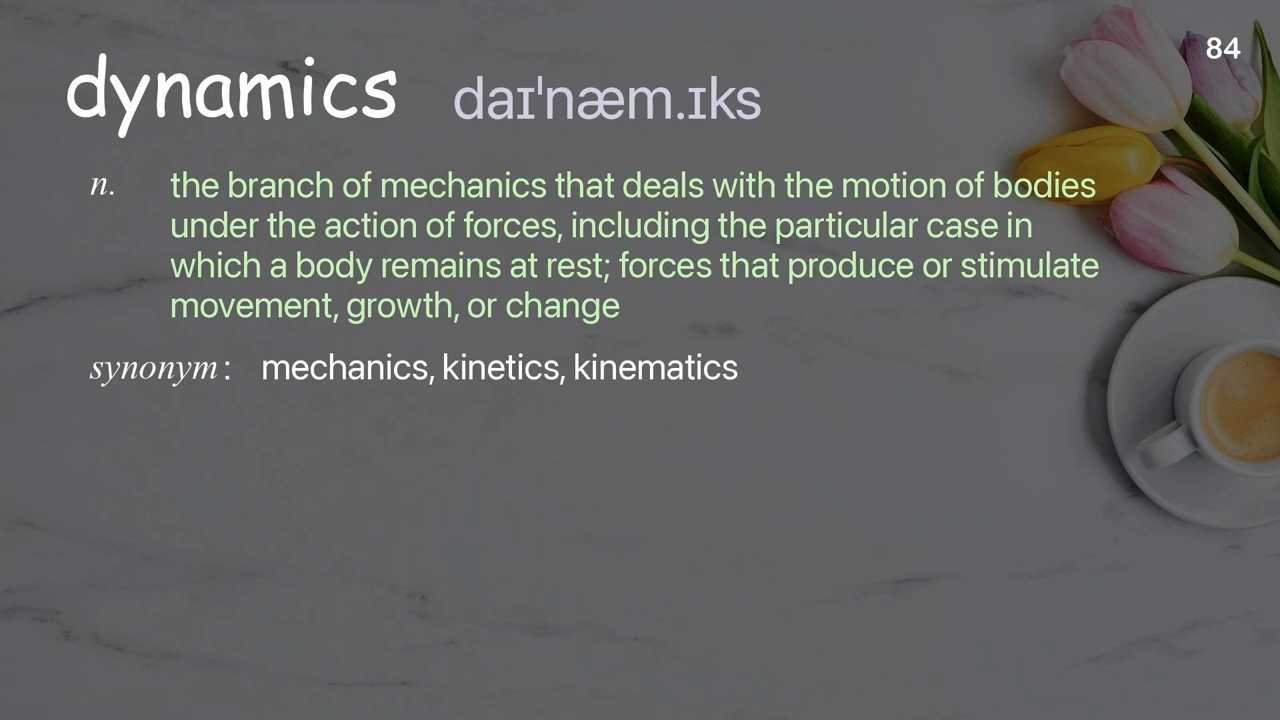 84
dynamics daɪˈnæm.ɪks
n. the branch of mechanics that deals with the motion of bodies
under the action of forces, including the particular case in
which a body remains at rest; forces that produce or stimulate
movement, growth, or change
synonym: mechanics, kinetics, kinematics